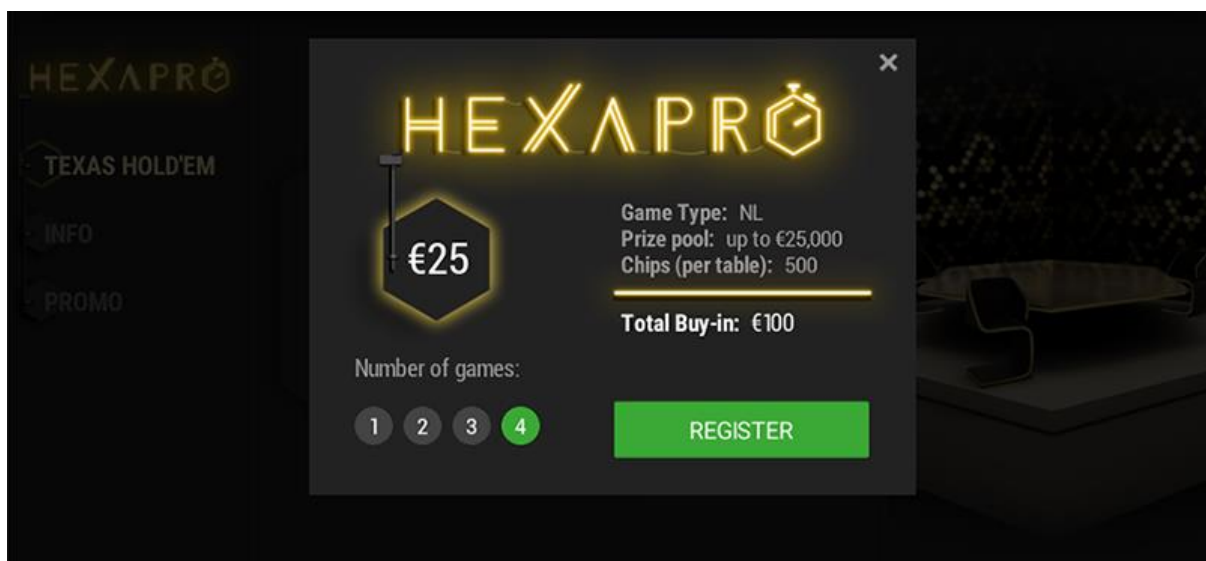 HEXAPRO
TEXAS HOLD'EM
INFO
PROMO
×
HEXAPRO
€25
Game Type: NL
Prize pool: up to €25,000
Chips (per table): 500
Total Buy-in: €100
Number of games:
1 2 3 4
REGISTER